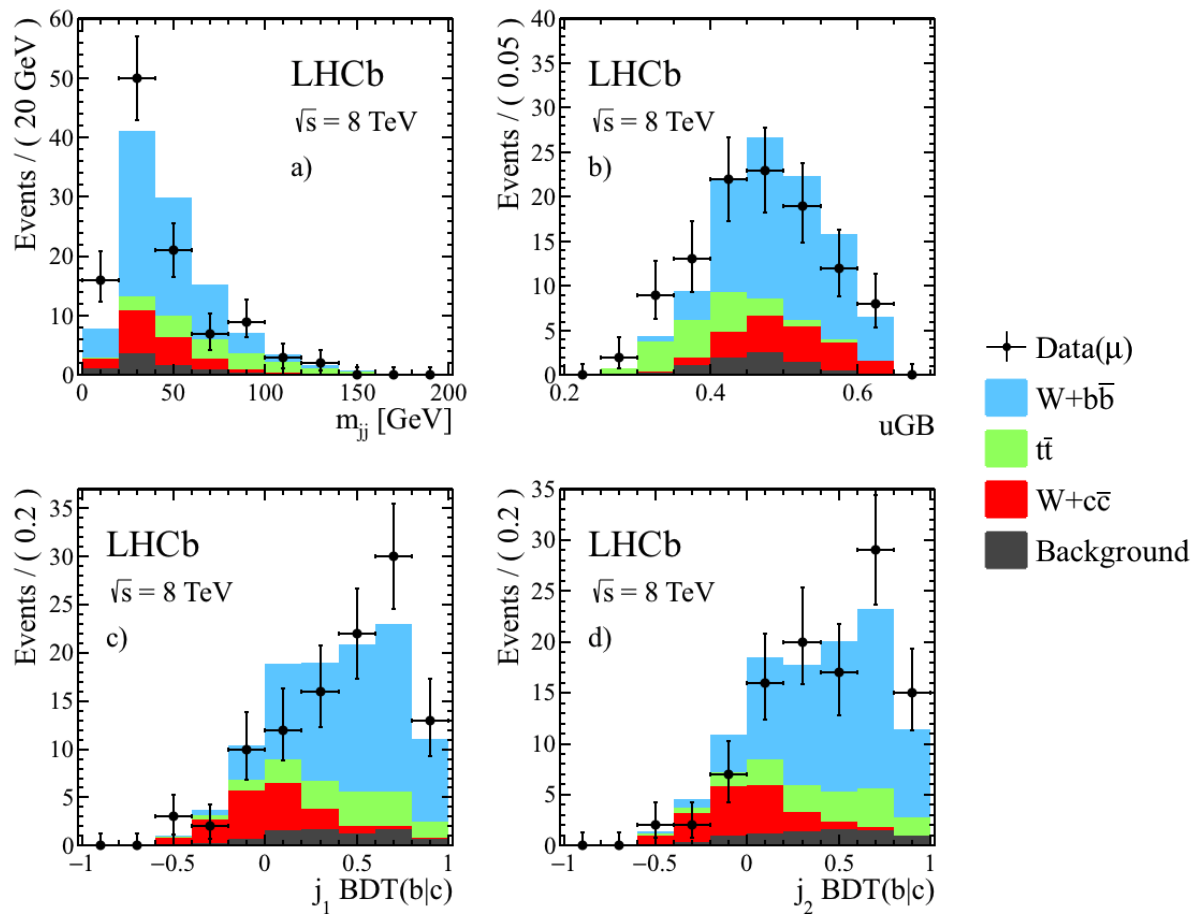 Events / ( 20 GeV )
60
50
40
30
20
10
0
0 50 100 150 200
m_jj [GeV]
LHCb
√s = 8 TeV
a)
Events / ( 0.05 )
40
35
30
25
20
15
10
5
0
0.2 0.4 0.6
uGB
LHCb
√s = 8 TeV
b)
Data(μ)
W+bb̄
tt̄
W+cc̄
Background
Events / ( 0.2 )
35
30
25
20
15
10
5
0
−1 −0.5 0 0.5 1
j_1 BDT(b|c)
LHCb
√s = 8 TeV
c)
Events / ( 0.2 )
35
30
25
20
15
10
5
0
−1 −0.5 0 0.5 1
j_2 BDT(b|c)
LHCb
√s = 8 TeV
d)